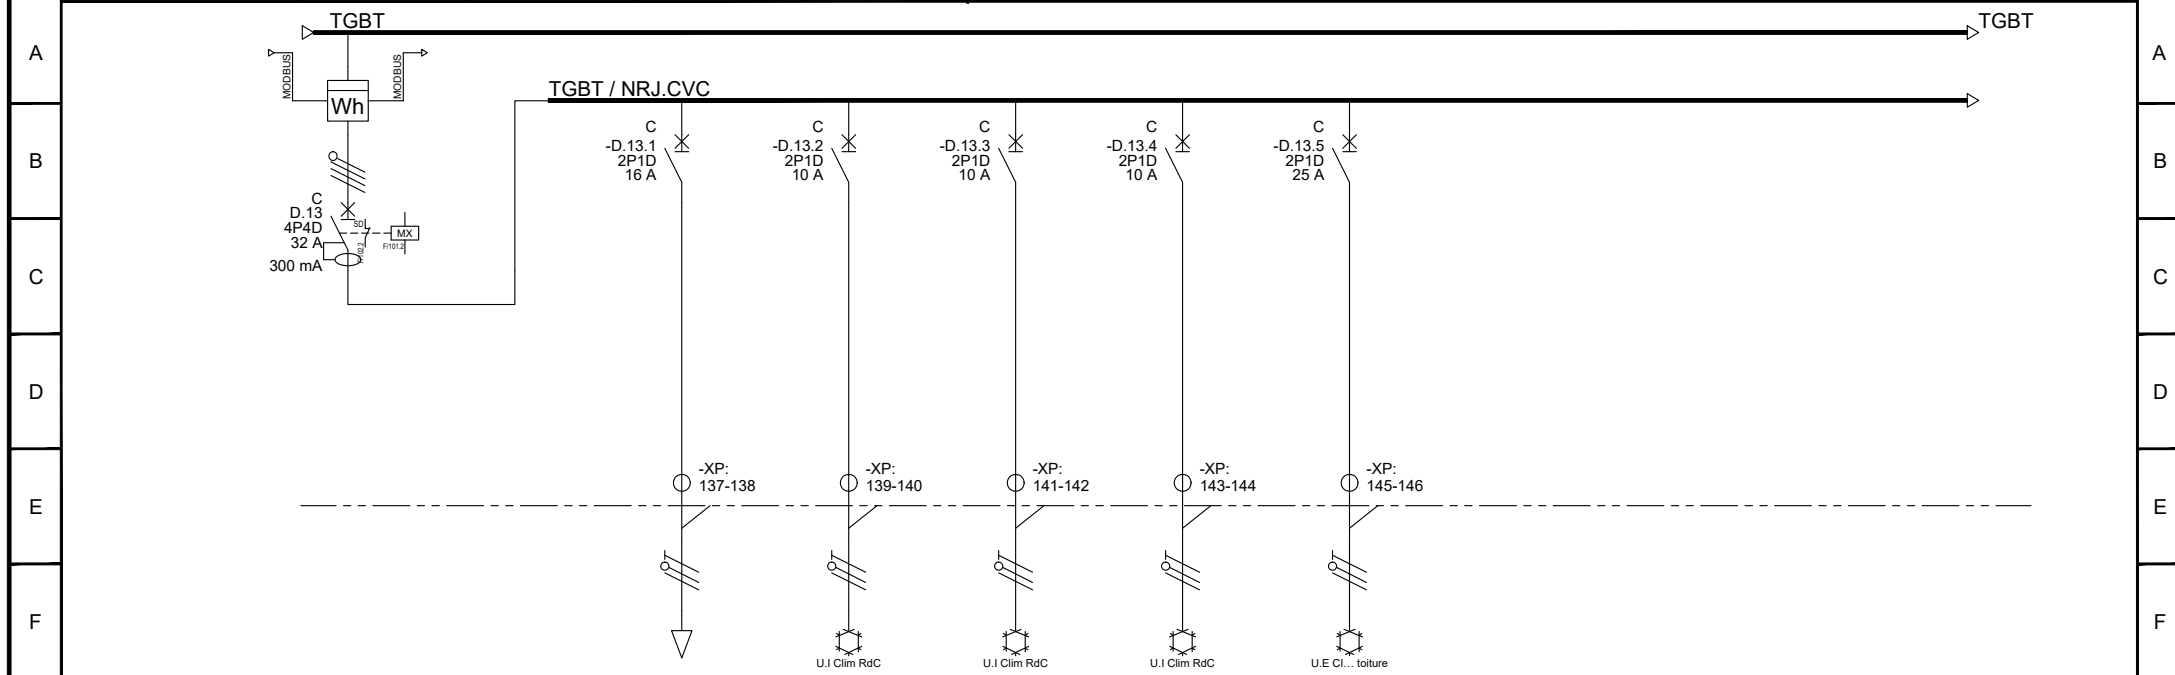 TGBT
TGBT
A
A
MODBUS
MODBUS
Wh
TGBT / NRJ.CVC
B
B
C
-D.13.1
2P1D
16 A
C
-D.13.2
2P1D
10 A
C
-D.13.3
2P1D
10 A
C
-D.13.4
2P1D
10 A
C
-D.13.5
2P1D
25 A
C
D.13
4P4D
32 A
300 mA
SD
MX
F/101.2
C
C
D
D
-XP:
137-138
-XP:
139-140
-XP:
141-142
-XP:
143-144
-XP:
145-146
E
E
F
F
U.I Clim RdC
U.I Clim RdC
U.I Clim RdC
U.E Cl... toiture